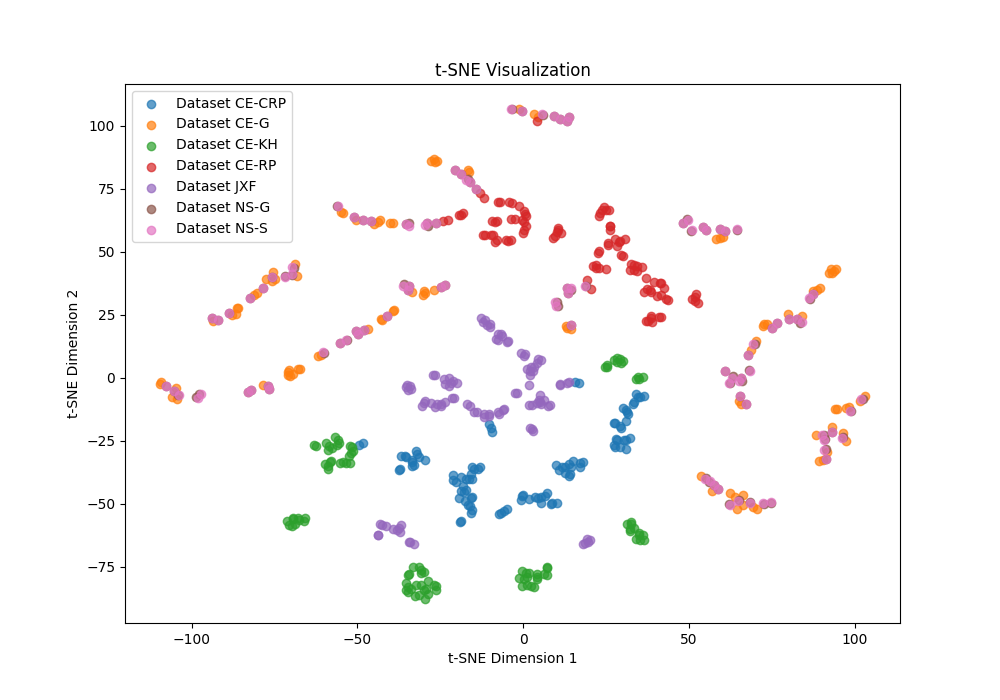 t-SNE Visualization
Dataset CE-CRP
Dataset CE-G
Dataset CE-KH
Dataset CE-RP
Dataset JXF
Dataset NS-G
Dataset NS-S
100
75
50
25
0
−25
−50
−75
t-SNE Dimension 2
−100
−50
0
50
100
t-SNE Dimension 1